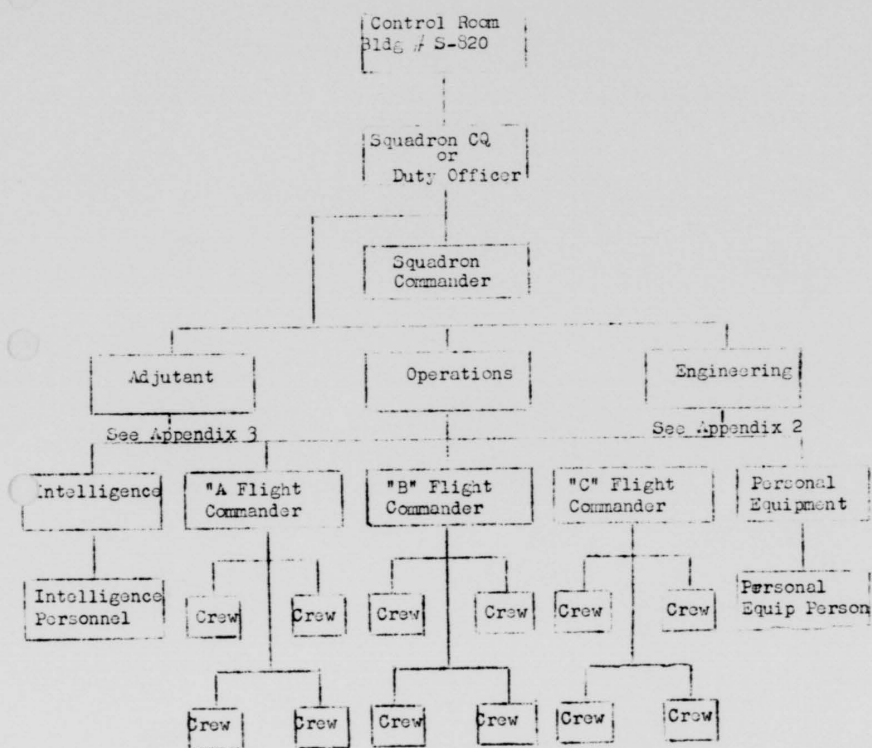 Control Room
Bldg # S-820
Squadron CQ
or
Duty Officer
Squadron
Commander
Adjutant
Operations
Engineering
See Appendix 3
See Appendix 2
Intelligence
"A Flight
Commander
"B" Flight
Commander
"C" Flight
Commander
Personal
Equipment
Intelligence
Personnel
Crew
Crew
Crew
Crew
Crew
Crew
Personal
Equip Person
Crew
Crew
Crew
Crew
Crew
Crew